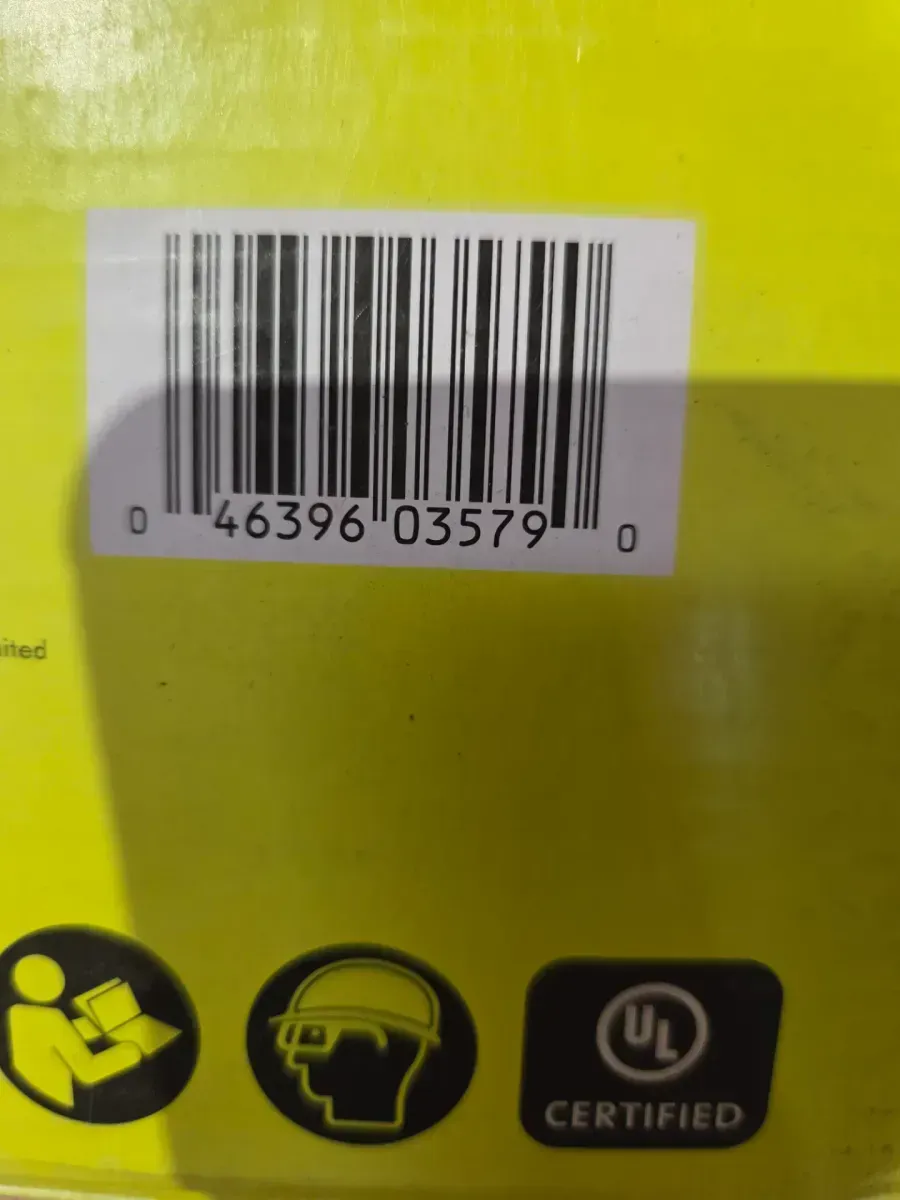 0 46396 03579 0
ited
UL
CERTIFIED